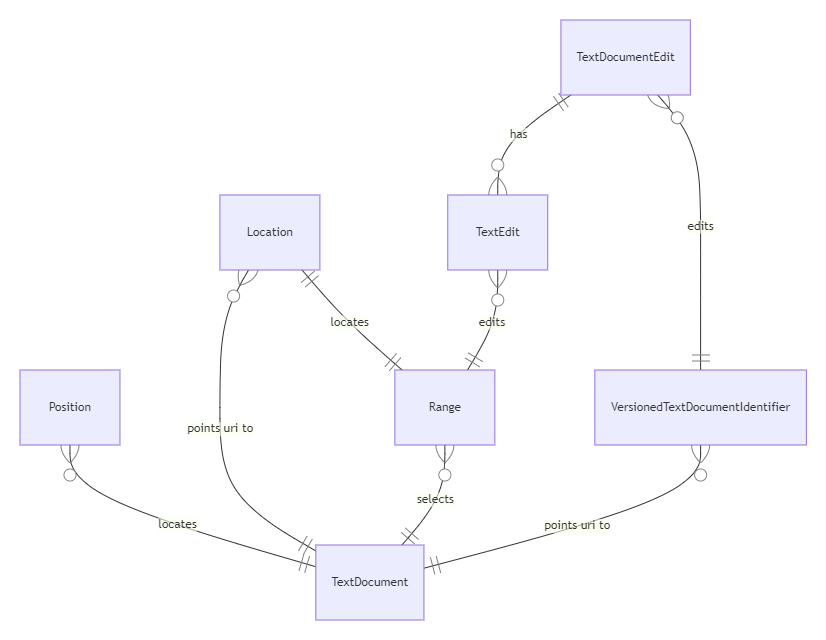 TextDocumentEdit
has
edits
Location
TextEdit
locates
edits
Position
Range
VersionedTextDocumentIdentifier
points uri to
selects
locates
points uri to
TextDocument